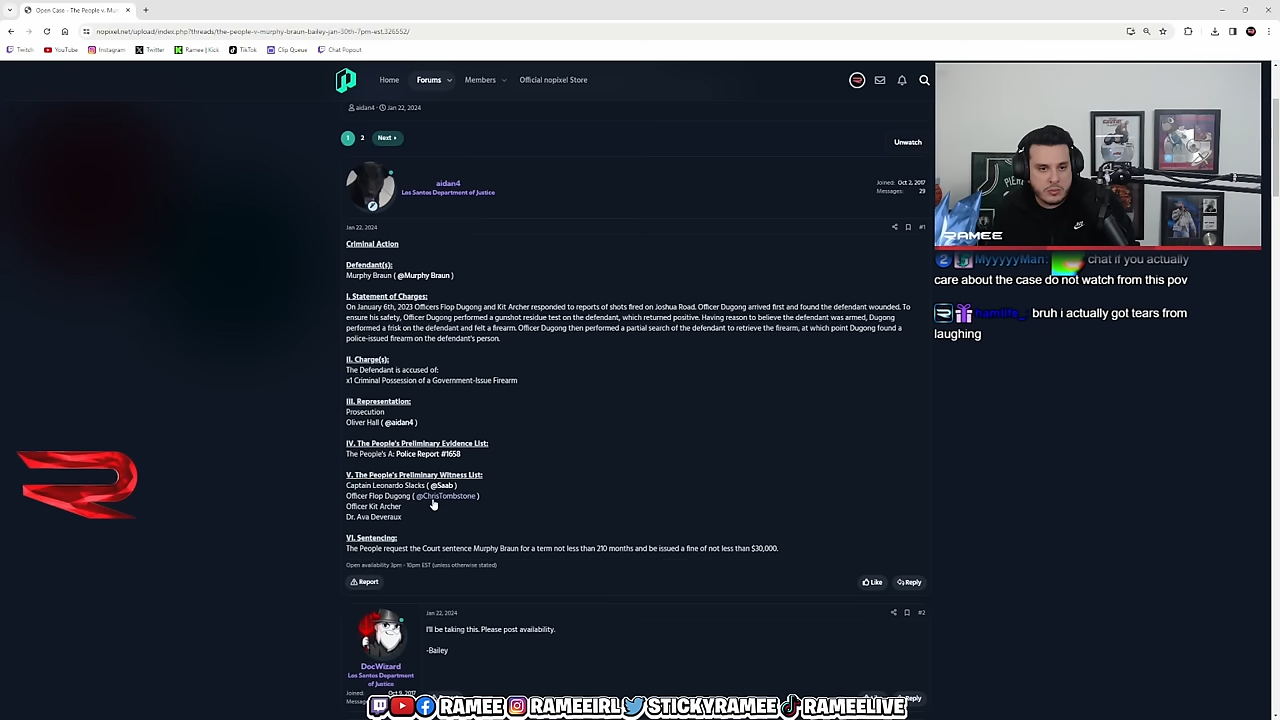 Open Case - The People v. Mur
nopixel.net/upload/index.php?threads/the-people-v-murphy-braun-bailey-jan-30th-7pm-est.326552/
Twitch YouTube Instagram Twitter Ramee | Kick TikTok Clip Queue Chat Popout
Home Forums Members Official nopixel Store
aidan4 · Jan 22, 2024
1 2 Next
Unwatch
aidan4
Los Santos Department of Justice
Joined: Oct 2, 2017
Messages: 29
Jan 22, 2024
#1
Criminal Action
Defendant(s):
Murphy Braun ( @Murphy Braun )
I. Statement of Charges:
On January 6th, 2023 Officers Flop Dugong and Kit Archer responded to reports of shots fired on Joshua Road. Officer Dugong arrived first and found the defendant wounded. To
ensure his safety, Officer Dugong performed a gunshot residue test on the defendant, which returned positive. Having reason to believe the defendant was armed, Dugong
performed a frisk on the defendant and felt a firearm. Officer Dugong then performed a partial search of the defendant to retrieve the firearm, at which point Dugong found a
police-issued firearm on the defendant's person.
II. Charge(s):
The Defendant is accused of:
x1 Criminal Possession of a Government-Issue Firearm
III. Representation:
Prosecution
Oliver Hall ( @aidan4 )
IV. The People's Preliminary Evidence List:
The People's A: Police Report #1658
V. The People's Preliminary Witness List:
Captain Leonardo Slacks ( @Saab )
Officer Flop Dugong ( @ChrisTombstone )
Officer Kit Archer
Dr. Ava Deveraux
VI. Sentencing:
The People request the Court sentence Murphy Braun for a term not less than 210 months and be issued a fine of not less than $30,000.
Open availability 3pm - 10pm EST (unless otherwise stated)
Report
Like Reply
Jan 22, 2024
#2
I'll be taking this. Please post availability.
-Bailey
DocWizard
Los Santos Department
of Justice
Joined: Oct 9, 2017
RAMEE
2 MyyyyyMan: chat if you actually
care about the case do not watch from this pov
hamlife_: bruh i actually got tears from
laughing
RAMEE RAMEEIRL STICKYRAMEE RAMEELIVE